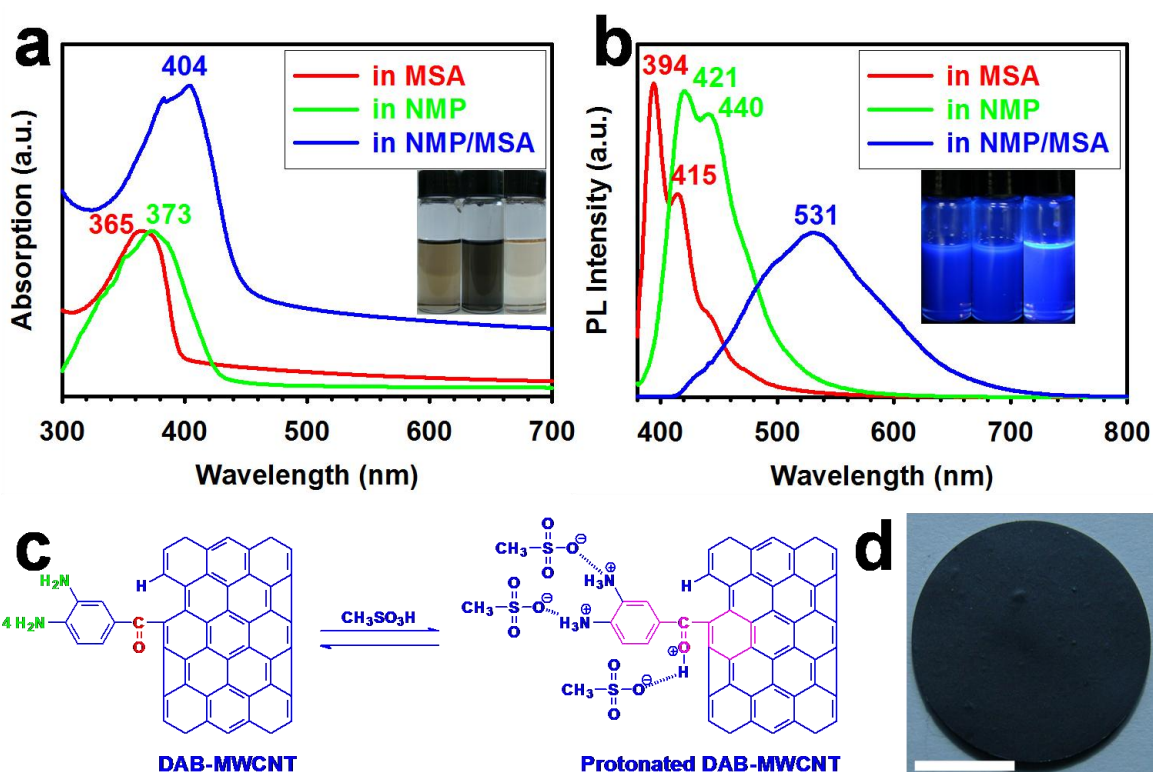 a
404
in MSA
in NMP
in NMP/MSA
365
373
Absorption (a.u.)
300
400
500
600
700
Wavelength (nm)
b
394
421
440
415
531
in MSA
in NMP
in NMP/MSA
PL Intensity (a.u.)
400
500
600
700
800
Wavelength (nm)
c
H₂N
4 H₂N
H
C
O
CH₃SO₃H
DAB-MWCNT
O
CH₃-S-O⊖
O
H₃N⊕
O
CH₃-S-O⊖
O
H₃N⊕
H
C
O⊕
H
O
CH₃-S-O⊖
O
Protonated DAB-MWCNT
d